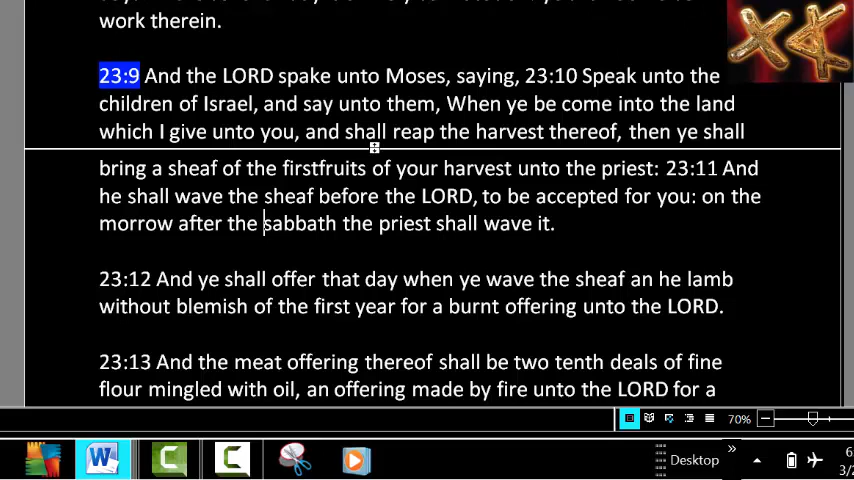 work therein.
23:9 And the LORD spake unto Moses, saying, 23:10 Speak unto the
children of Israel, and say unto them, When ye be come into the land
which I give unto you, and shall reap the harvest thereof, then ye shall
bring a sheaf of the firstfruits of your harvest unto the priest: 23:11 And
he shall wave the sheaf before the LORD, to be accepted for you: on the
morrow after the sabbath the priest shall wave it.
23:12 And ye shall offer that day when ye wave the sheaf an he lamb
without blemish of the first year for a burnt offering unto the LORD.
23:13 And the meat offering thereof shall be two tenth deals of fine
flour mingled with oil, an offering made by fire unto the LORD for a
70%
Desktop